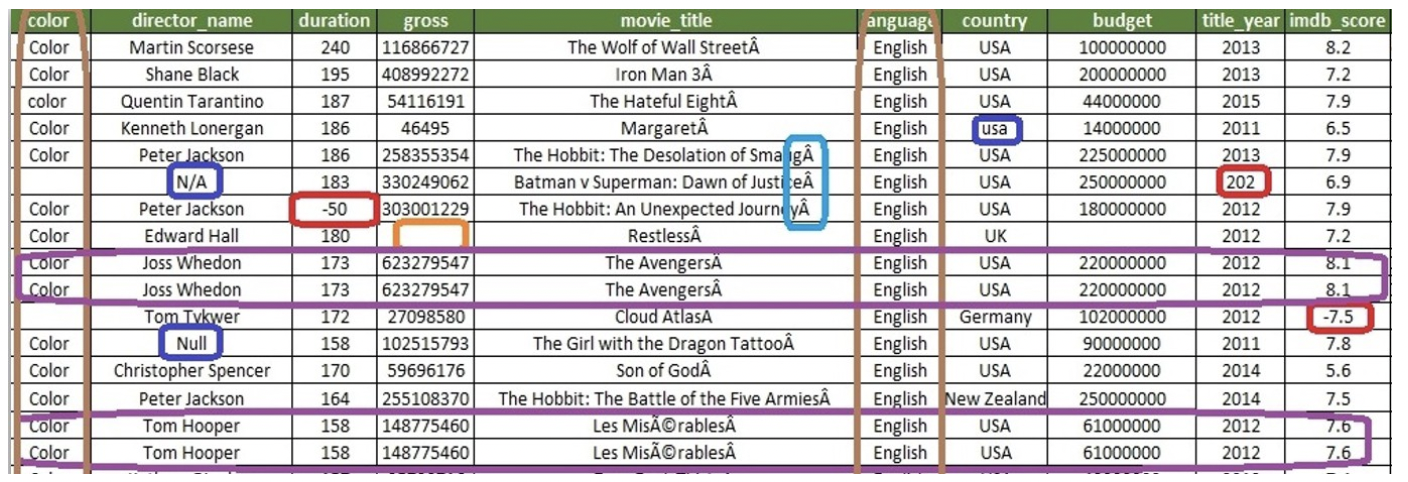 color director_name duration gross movie_title anguage country budget title_year imdb_score
Color Martin Scorsese 240 116866727 The Wolf of Wall StreetÂ English USA 100000000 2013 8.2
Color Shane Black 195 408992272 Iron Man 3Â English USA 200000000 2013 7.2
color Quentin Tarantino 187 54116191 The Hateful EightÂ English USA 44000000 2015 7.9
Color Kenneth Lonergan 186 46495 MargaretÂ English usa 14000000 2011 6.5
Color Peter Jackson 186 258355354 The Hobbit: The Desolation of SmaugÂ English USA 225000000 2013 7.9
N/A 183 330249062 Batman v Superman: Dawn of JusticeÂ English USA 250000000 202 6.9
Color Peter Jackson -50 303001229 The Hobbit: An Unexpected JourneyÂ English USA 180000000 2012 7.9
Color Edward Hall 180 RestlessÂ English UK 2012 7.2
Color Joss Whedon 173 623279547 The AvengersÂ English USA 220000000 2012 8.1
Color Joss Whedon 173 623279547 The AvengersÂ English USA 220000000 2012 8.1
Tom Tykwer 172 27098580 Cloud AtlasÂ English Germany 102000000 2012 -7.5
Color Null 158 102515793 The Girl with the Dragon TattooÂ English USA 90000000 2011 7.8
Color Christopher Spencer 170 59696176 Son of GodÂ English USA 22000000 2014 5.6
Color Peter Jackson 164 255108370 The Hobbit: The Battle of the Five ArmiesÂ English New Zealand 250000000 2014 7.5
Color Tom Hooper 158 148775460 Les MisÃ©rablesÂ English USA 61000000 2012 7.6
Color Tom Hooper 158 148775460 Les MisÃ©rablesÂ English USA 61000000 2012 7.6